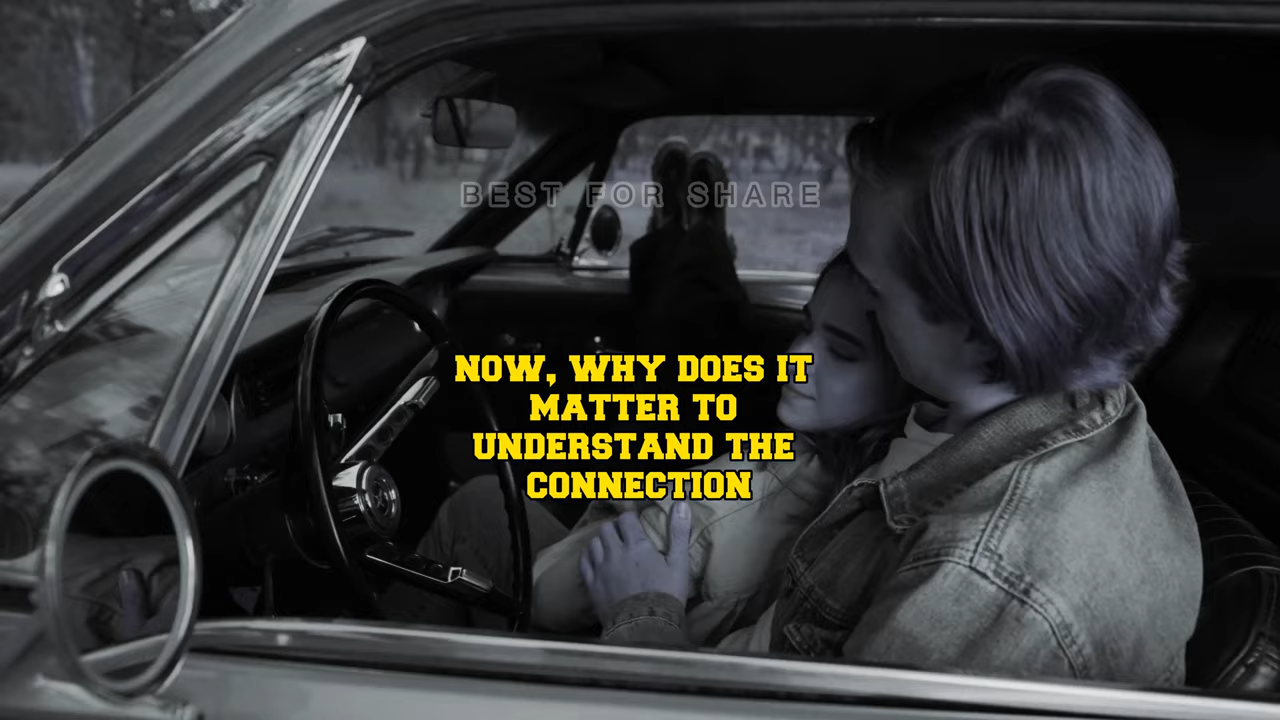 BEST FOR SHARE
NOW, WHY DOES IT
MATTER TO
UNDERSTAND THE
CONNECTION